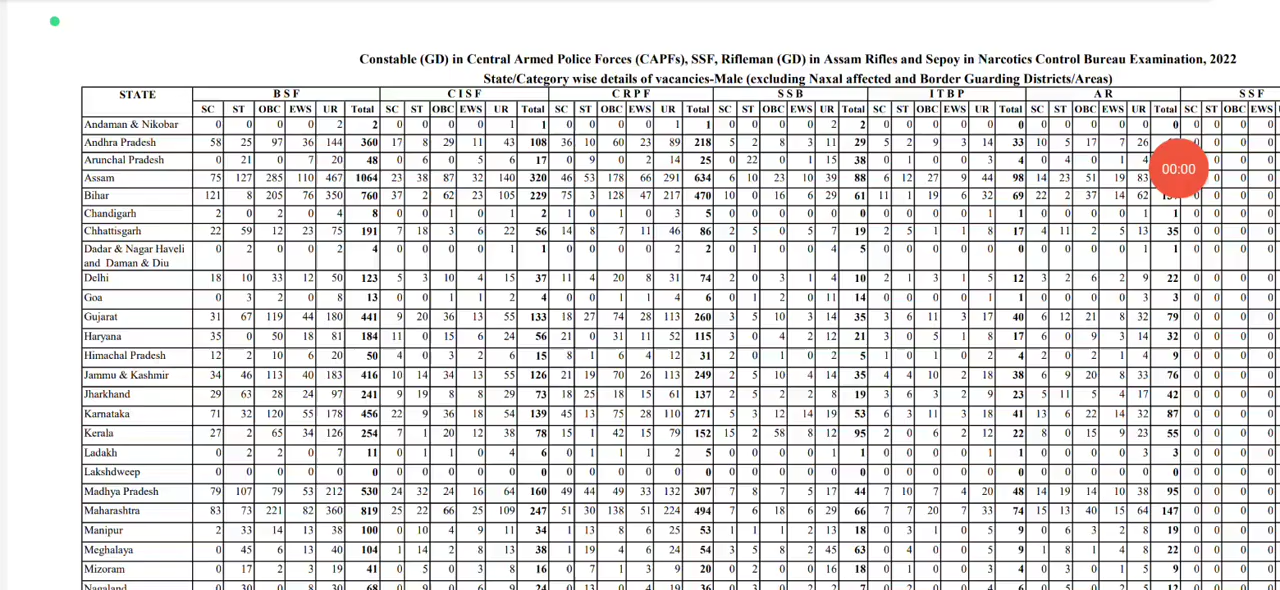 Constable (GD) in Central Armed Police Forces (CAPFs), SSF, Rifleman (GD) in Assam Rifles and Sepoy in Narcotics Control Bureau Examination, 2022
State/Category wise details of vacancies-Male (excluding Naxal affected and Border Guarding Districts/Areas)
STATE BSF CISF CRPF SSB ITBP AR SSF
SC ST OBC EWS UR Total SC ST OBC EWS UR Total SC ST OBC EWS UR Total SC ST OBC EWS UR Total SC ST OBC EWS UR Total SC ST OBC EWS UR Total SC ST OBC EWS U
Andaman & Nikobar 0 0 0 0 2 2 0 0 0 0 1 1 0 0 0 0 1 1 0 0 0 0 2 2 0 0 0 0 0 0 0 0 0 0 0 0 0 0 0 0
Andhra Pradesh 58 25 97 36 144 360 17 8 29 11 43 108 36 10 60 23 89 218 5 2 8 3 11 29 5 2 9 3 14 33 10 5 17 7 26 0 0 0
Arunchal Pradesh 0 21 0 7 20 48 0 6 0 5 6 17 0 9 0 2 14 25 0 22 0 1 15 38 0 1 0 0 3 4 0 4 0 1 4 0 0 0
Assam 75 127 285 110 467 1064 23 38 87 32 140 320 46 53 178 66 291 634 6 10 23 10 39 88 6 12 27 9 44 98 14 23 51 19 83 0 0 0
00:00
Bihar 121 8 205 76 350 760 37 2 62 23 105 229 75 3 128 47 217 470 10 0 16 6 29 61 11 1 19 6 32 69 22 2 37 14 62 0 0 0
Chandigarh 2 0 2 0 4 8 0 0 1 0 1 2 1 0 1 0 3 5 0 0 0 0 0 0 0 0 0 0 1 1 0 0 0 0 1 1 0 0 0 0
Chhattisgarh 22 59 12 23 75 191 7 18 3 6 22 56 14 8 7 11 46 86 2 5 0 5 7 19 2 5 1 1 8 17 4 11 2 5 13 35 0 0 0 0
Dadar & Nagar Haveli 0 2 0 0 2 4 0 0 0 0 1 1 0 0 0 0 2 2 0 1 0 0 4 5 0 0 0 0 0 0 0 0 0 0 1 1 0 0 0 0
and Daman & Diu
Delhi 18 10 33 12 50 123 5 3 10 4 15 37 11 4 20 8 31 74 2 0 3 1 4 10 2 1 3 1 5 12 3 2 6 2 9 22 0 0 0 0
Goa 0 3 2 0 8 13 0 0 1 1 2 4 0 0 1 1 4 6 0 1 2 0 11 14 0 0 0 0 1 1 0 0 0 0 3 3 0 0 0 0
Gujarat 31 67 119 44 180 441 9 20 36 13 55 133 18 27 74 28 113 260 3 5 10 3 14 35 3 6 11 3 17 40 6 12 21 8 32 79 0 0 0 0
Haryana 35 0 50 18 81 184 11 0 15 6 24 56 21 0 31 11 52 115 3 0 4 2 12 21 3 0 5 1 8 17 6 0 9 3 14 32 0 0 0 0
Himachal Pradesh 12 2 10 6 20 50 4 0 3 2 6 15 8 1 6 4 12 31 2 0 1 0 2 5 1 0 1 0 2 4 2 0 2 1 4 9 0 0 0 0
Jammu & Kashmir 34 46 113 40 183 416 10 14 34 13 55 126 21 19 70 26 113 249 2 5 10 4 14 35 4 4 10 2 18 38 6 9 20 8 33 76 0 0 0 0
Jharkhand 29 63 28 24 97 241 9 19 8 8 29 73 18 25 18 15 61 137 2 5 2 2 8 19 3 6 3 2 9 23 5 11 5 4 17 42 0 0 0 0
Karnataka 71 32 120 55 178 456 22 9 36 18 54 139 45 13 75 28 110 271 5 3 12 14 19 53 6 3 11 3 18 41 13 6 22 14 32 87 0 0 0 0
Kerala 27 2 65 34 126 254 7 1 20 12 38 78 15 1 42 15 79 152 15 2 58 8 12 95 2 0 6 2 12 22 8 0 15 9 23 55 0 0 0 0
Ladakh 0 2 2 0 7 11 0 1 1 0 4 6 0 1 1 1 2 5 0 0 0 0 1 1 0 0 0 0 1 1 0 0 0 0 3 3 0 0 0 0
Lakshdweep 0 0 0 0 0 0 0 0 0 0 0 0 0 0 0 0 0 0 0 0 0 0 0 0 0 0 0 0 0 0 0 0 0 0 0 0 0 0 0 0
Madhya Pradesh 79 107 79 53 212 530 24 32 24 16 64 160 49 44 49 33 132 307 7 8 7 5 17 44 7 10 7 4 20 48 14 19 14 10 38 95 0 0 0 0
Maharashtra 83 73 221 82 360 819 25 22 66 25 109 247 51 30 138 51 224 494 7 6 18 6 29 66 7 7 20 7 33 74 15 13 40 15 64 147 0 0 0 0
Manipur 2 33 14 13 38 100 0 10 4 9 11 34 1 13 8 6 25 53 1 1 1 2 13 18 0 3 1 0 5 9 0 6 3 2 8 19 0 0 0 0
Meghalaya 0 45 6 13 40 104 1 14 2 8 13 38 1 19 4 6 24 54 3 5 8 2 45 63 0 4 0 0 5 9 1 8 1 4 8 22 0 0 0 0
Mizoram 0 17 2 3 19 41 0 5 0 3 8 16 0 7 1 3 9 20 0 2 0 0 16 18 0 1 0 0 3 4 0 3 0 1 5 9 0 0 0 0
Nagaland 0 30 0 8 30 68